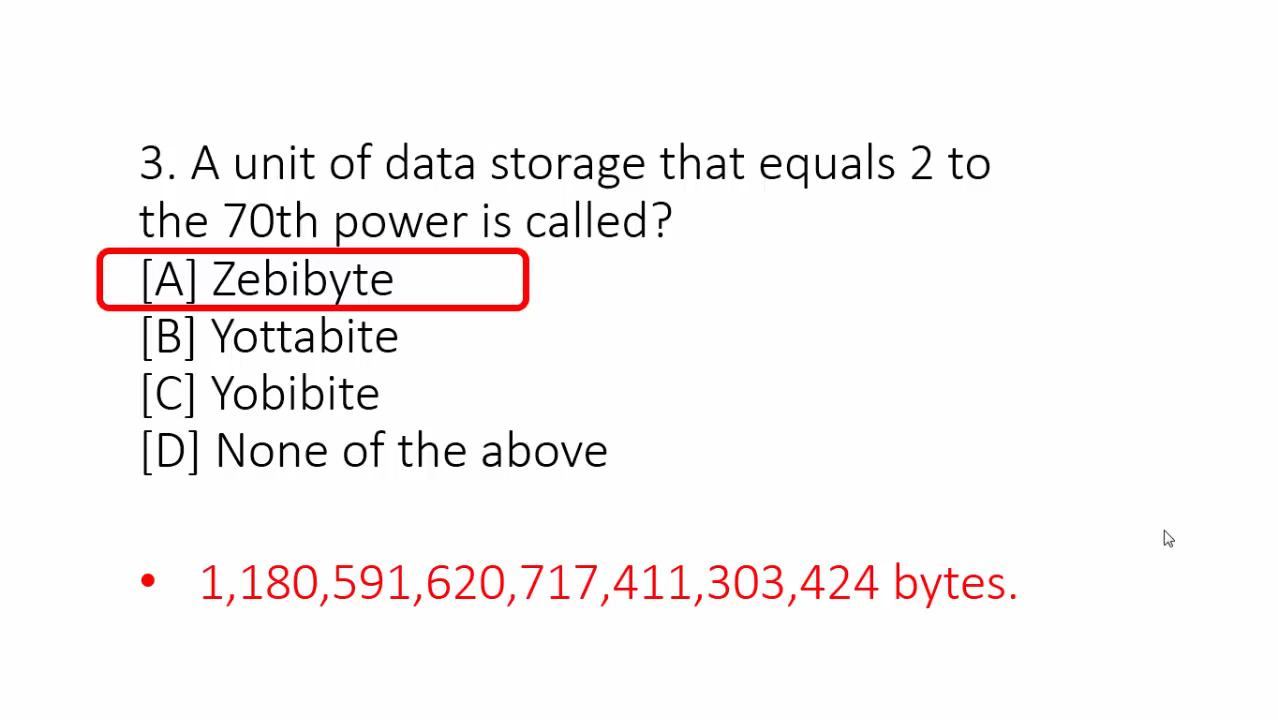 3. A unit of data storage that equals 2 to
the 70th power is called?
[A] Zebibyte
[B] Yottabite
[C] Yobibite
[D] None of the above
• 1,180,591,620,717,411,303,424 bytes.